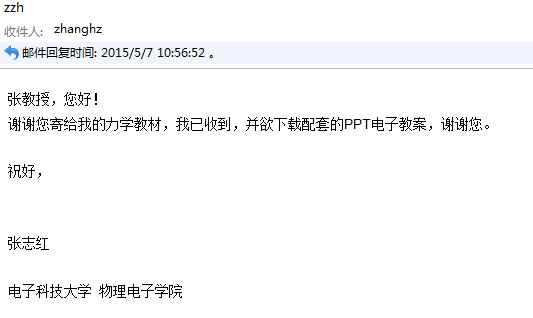 zzh
收件人: zhanghz
邮件回复时间: 2015/5/7 10:56:52 。
张教授，您好！
谢谢您寄给我的力学教材，我已收到，并欲下载配套的PPT电子教案，谢谢您。
祝好，
张志红
电子科技大学 物理电子学院